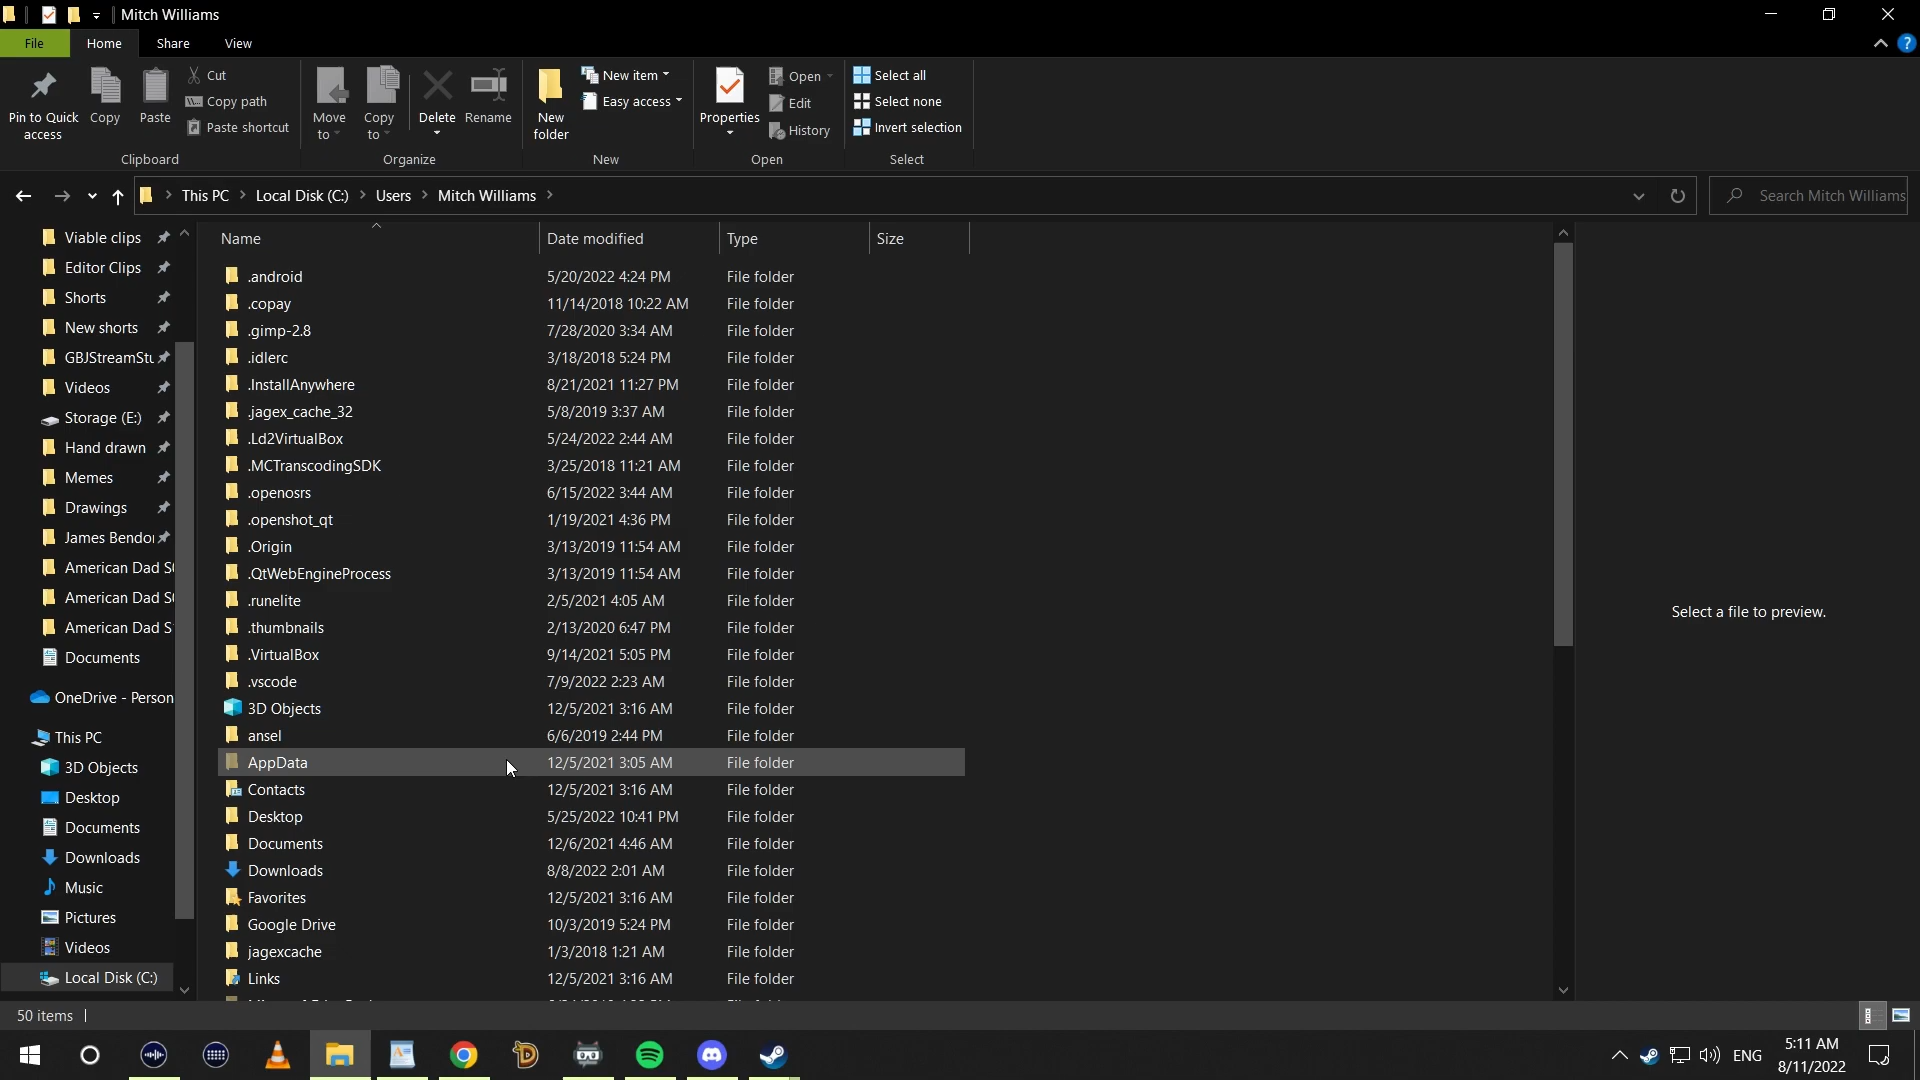 Mitch Williams
File Home Share View
Pin to Quick access
Copy
Paste
Cut
Copy path
Paste shortcut
Clipboard
Move to
Copy to
Delete
Rename
Organize
New folder
New item
Easy access
New
Properties
Open
Edit
History
Open
Select all
Select none
Invert selection
Select
This PC > Local Disk (C:) > Users > Mitch Williams >
Search Mitch Williams
Viable clips
Editor Clips
Shorts
New shorts
GBJStreamStu
Videos
Storage (E:)
Hand drawn
Memes
Drawings
James Bendo
American Dad S
American Dad S
American Dad S
Documents
OneDrive - Person
This PC
3D Objects
Desktop
Documents
Downloads
Music
Pictures
Videos
Local Disk (C:)
Name Date modified Type Size
.android 5/20/2022 4:24 PM File folder
.copay 11/14/2018 10:22 AM File folder
.gimp-2.8 7/28/2020 3:34 AM File folder
.idlerc 3/18/2018 5:24 PM File folder
.InstallAnywhere 8/21/2021 11:27 PM File folder
.jagex_cache_32 5/8/2019 3:37 AM File folder
.Ld2VirtualBox 5/24/2022 2:44 AM File folder
.MCTranscodingSDK 3/25/2018 11:21 AM File folder
.openosrs 6/15/2022 3:44 AM File folder
.openshot_qt 1/19/2021 4:36 PM File folder
.Origin 3/13/2019 11:54 AM File folder
.QtWebEngineProcess 3/13/2019 11:54 AM File folder
.runelite 2/5/2021 4:05 AM File folder
.thumbnails 2/13/2020 6:47 PM File folder
.VirtualBox 9/14/2021 5:05 PM File folder
.vscode 7/9/2022 2:23 AM File folder
3D Objects 12/5/2021 3:16 AM File folder
ansel 6/6/2019 2:44 PM File folder
AppData 12/5/2021 3:05 AM File folder
Contacts 12/5/2021 3:16 AM File folder
Desktop 5/25/2022 10:41 PM File folder
Documents 12/6/2021 4:46 AM File folder
Downloads 8/8/2022 2:01 AM File folder
Favorites 12/5/2021 3:16 AM File folder
Google Drive 10/3/2019 5:24 PM File folder
jagexcache 1/3/2018 1:21 AM File folder
Links 12/5/2021 3:16 AM File folder
Select a file to preview.
50 items
ENG
5:11 AM
8/11/2022